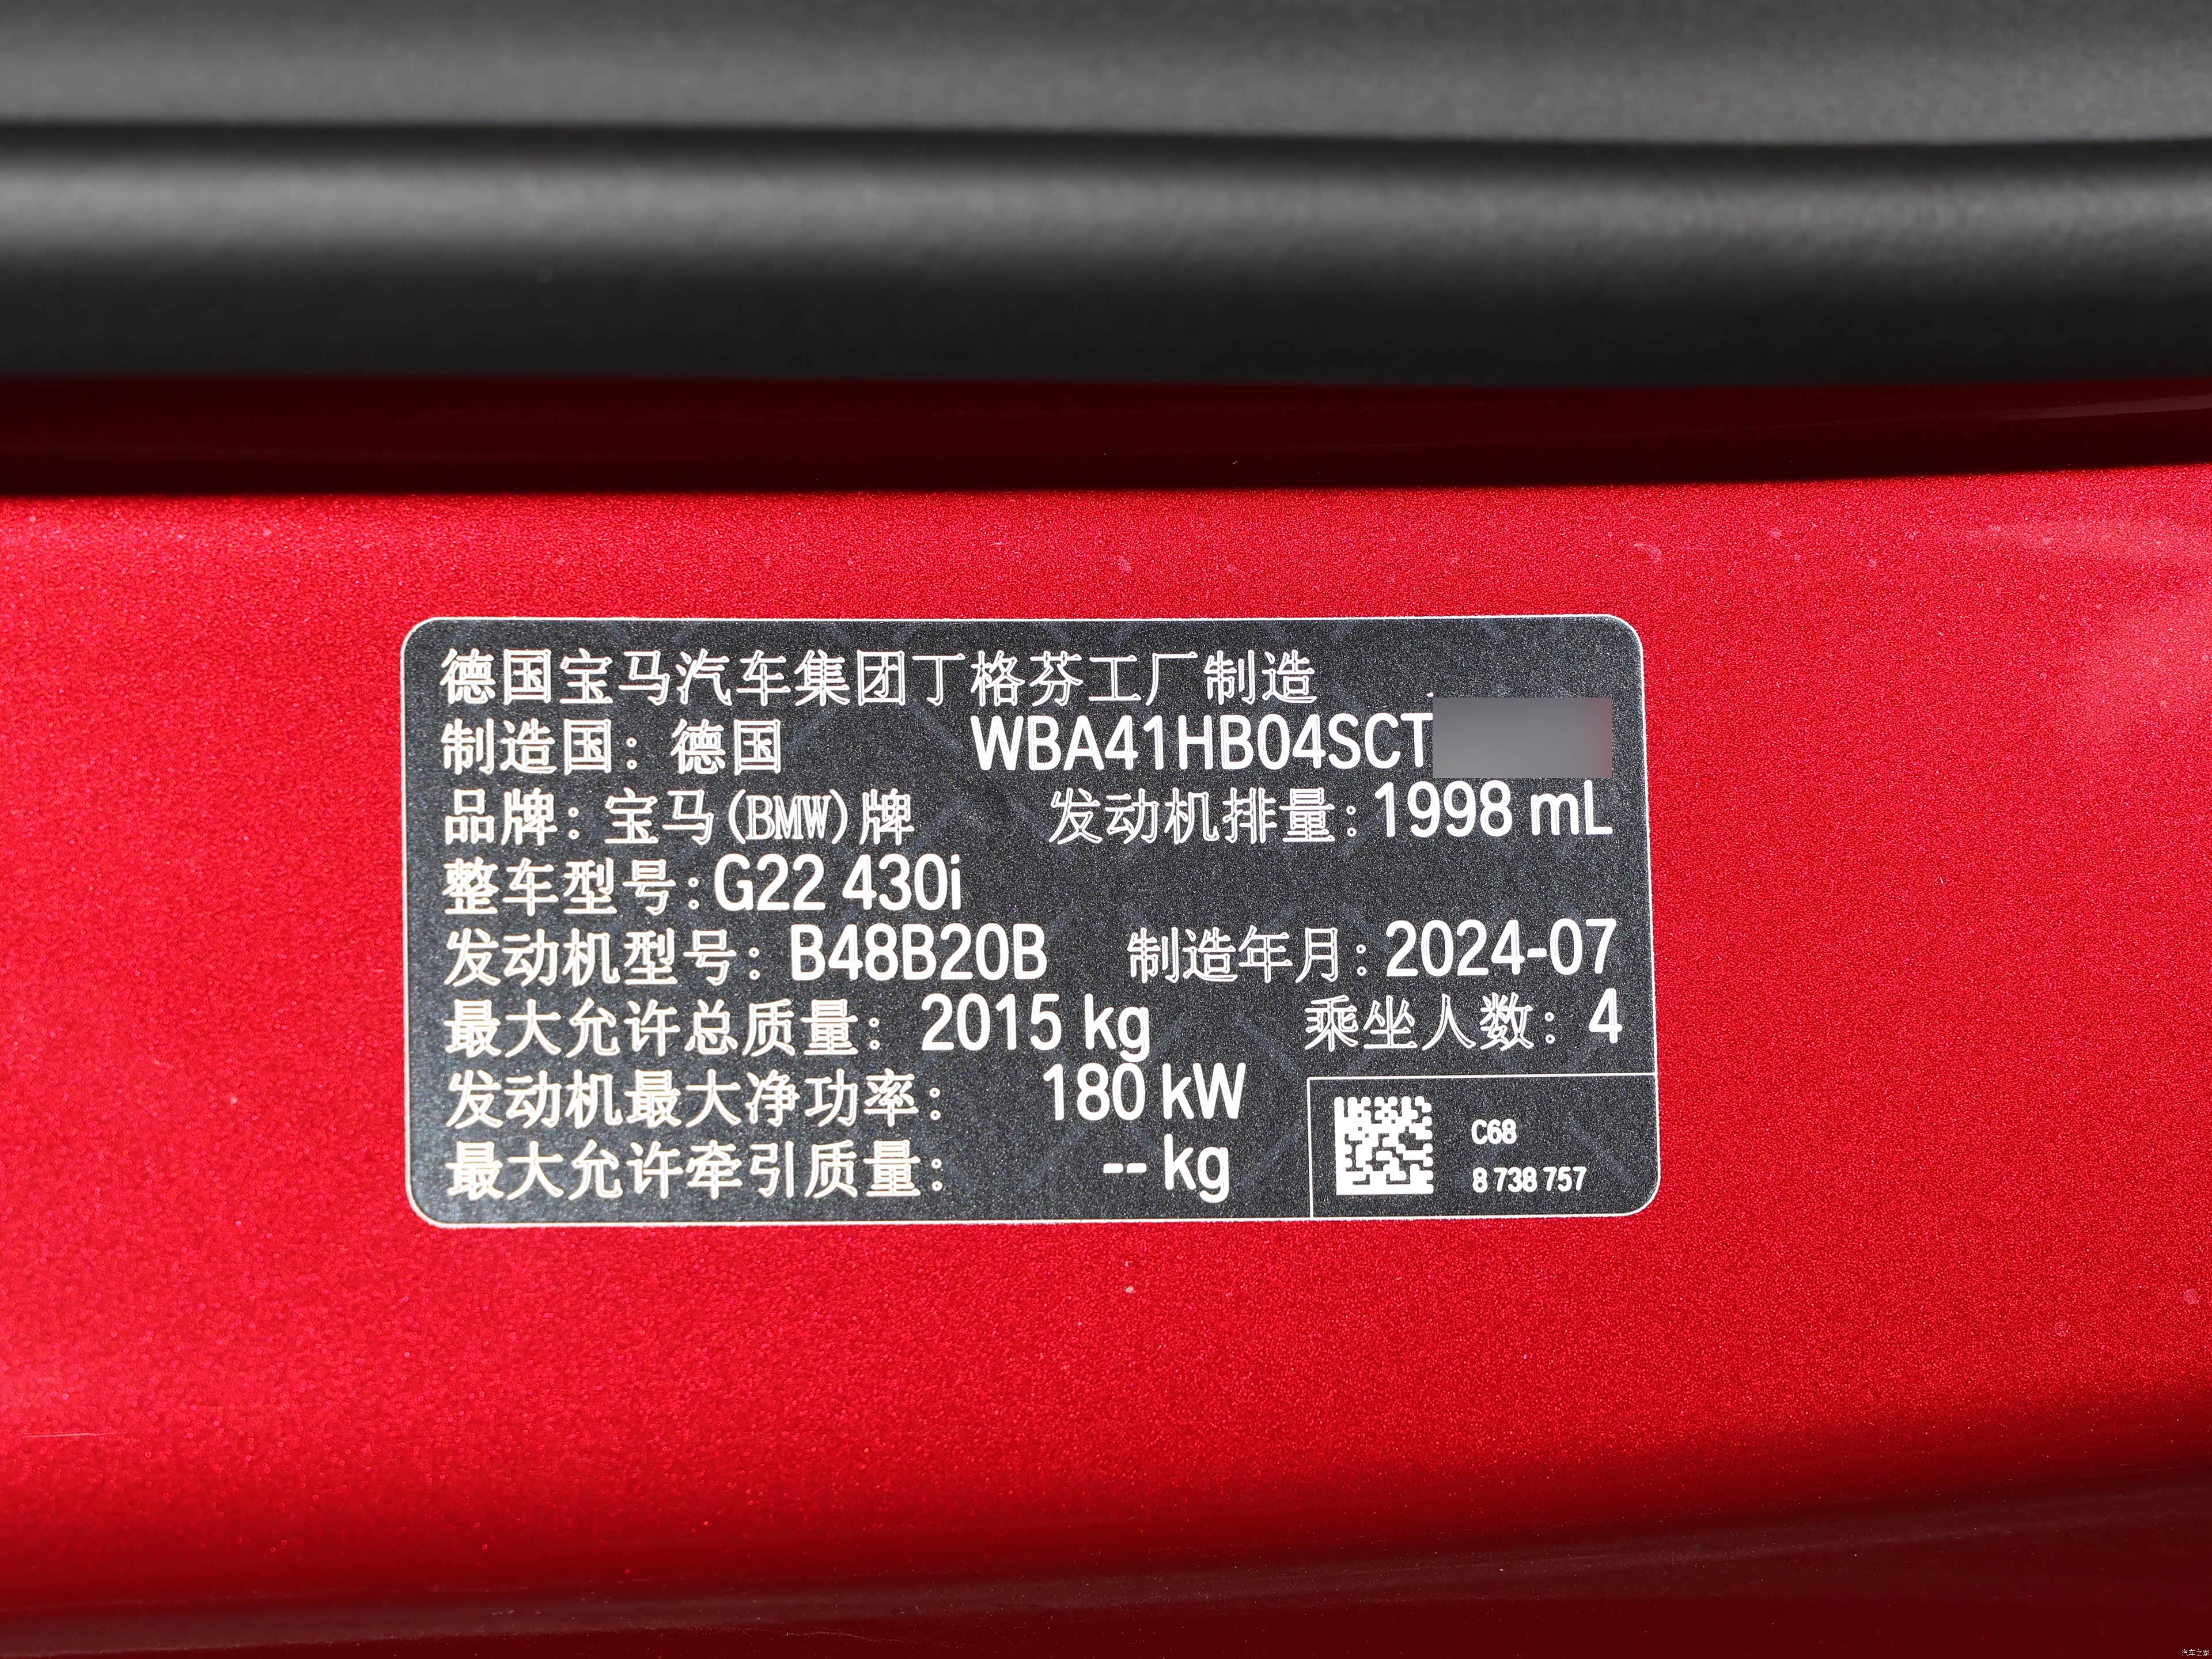 德国宝马汽车集团丁格芬工厂制造
制造国：德国 WBA41HB04SCT
品牌：宝马(BMW)牌 发动机排量：1998 mL
整车型号：G22 430i
发动机型号：B48B20B 制造年月：2024-07
最大允许总质量：2015 kg 乘坐人数：4
发动机最大净功率：180 kW
最大允许牵引质量：-- kg
C68
8 738 757
汽车之家